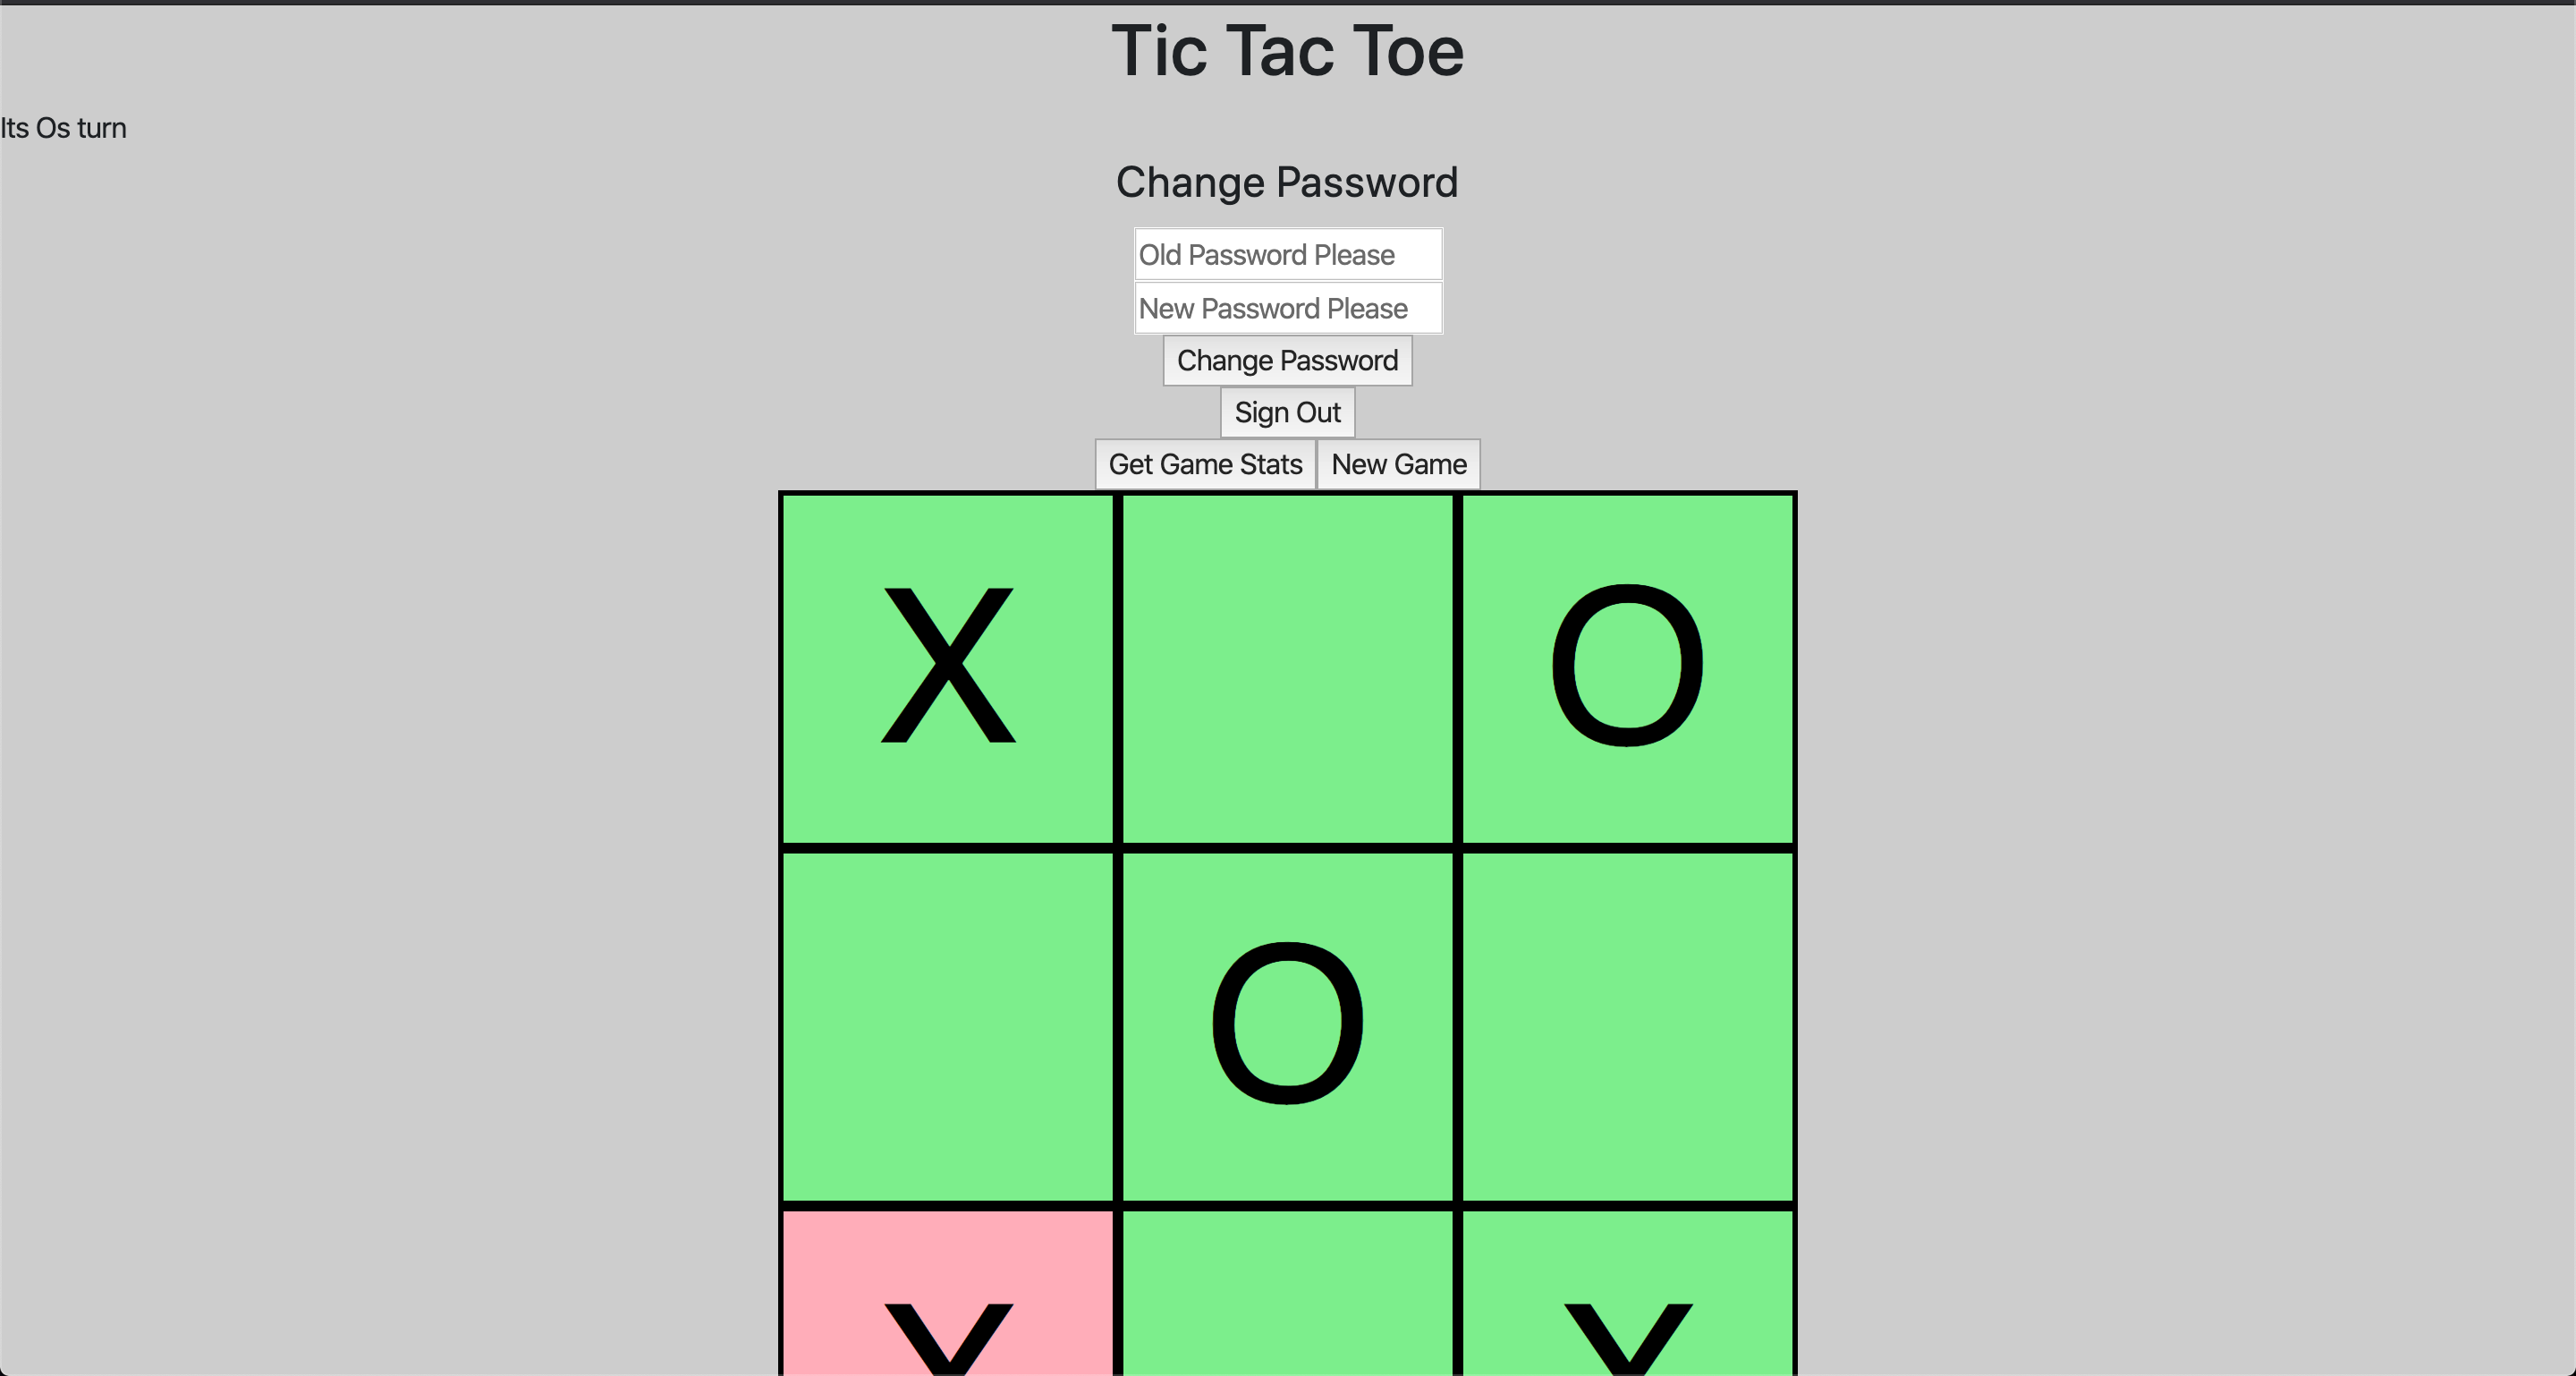 Tic Tac Toe
Its Os turn
Change Password
Old Password Please
New Password Please
Change Password
Sign Out
Get Game Stats New Game
X O
O
X X